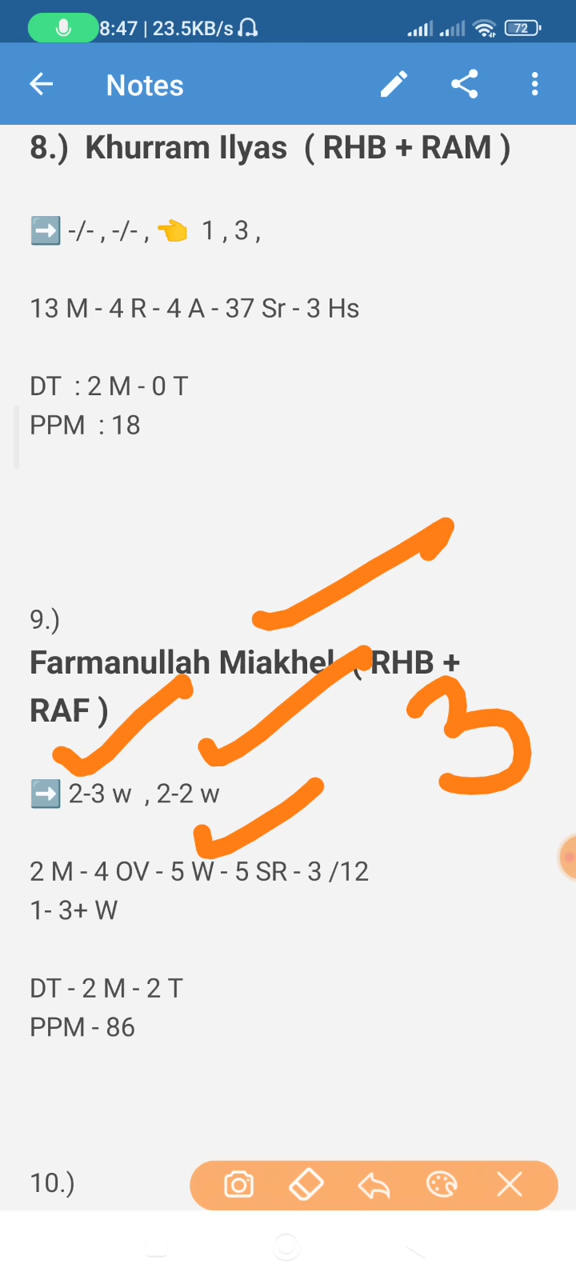 8:47 | 23.5KB/s 72
Notes
8.) Khurram Ilyas ( RHB + RAM )
➡️ -/- , -/- , 👈 1 , 3 ,
13 M - 4 R - 4 A - 37 Sr - 3 Hs
DT : 2 M - 0 T
PPM : 18
9.)
Farmanullah Miakhel ( RHB +
RAF )
3
➡️ 2-3 w , 2-2 w
2 M - 4 OV - 5 W - 5 SR - 3 /12
1- 3+ W
DT - 2 M - 2 T
PPM - 86
10.)